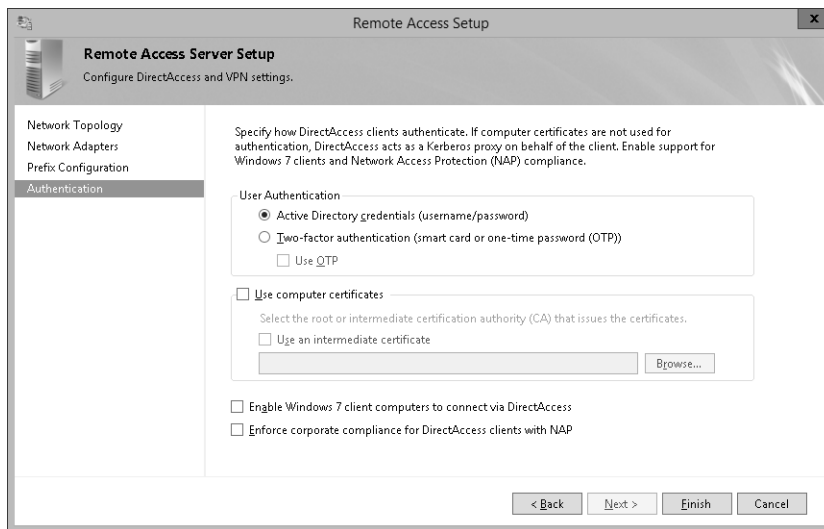 Remote Access Setup
x
Remote Access Server Setup
Configure DirectAccess and VPN settings.
Network Topology
Network Adapters
Prefix Configuration
Authentication
Specify how DirectAccess clients authenticate. If computer certificates are not used for
authentication, DirectAccess acts as a Kerberos proxy on behalf of the client. Enable support for
Windows 7 clients and Network Access Protection (NAP) compliance.
User Authentication
Active Directory credentials (username/password)
Two-factor authentication (smart card or one-time password (OTP))
Use OTP
Use computer certificates
Select the root or intermediate certification authority (CA) that issues the certificates.
Use an intermediate certificate
Browse...
Enable Windows 7 client computers to connect via DirectAccess
Enforce corporate compliance for DirectAccess clients with NAP
< Back
Next >
Finish
Cancel